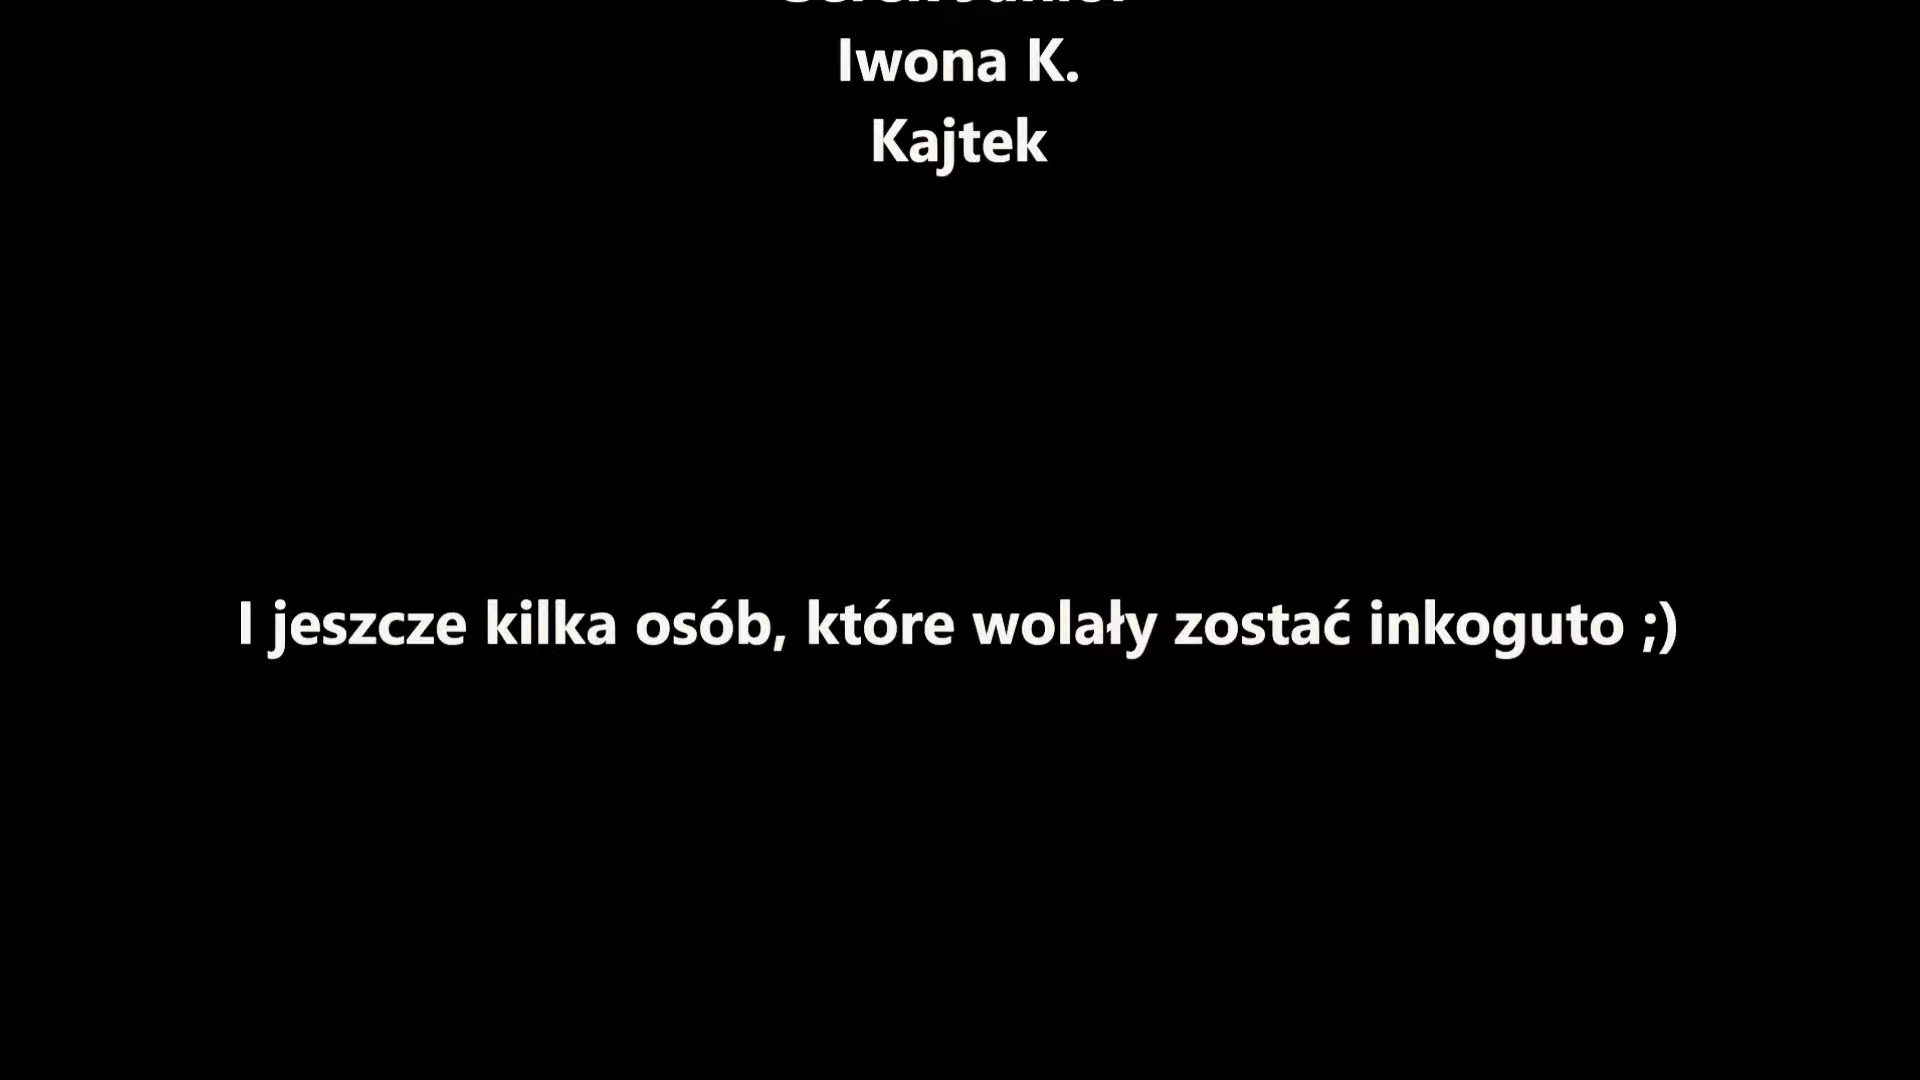 Iwona K.
Kajtek
I jeszcze kilka osób, które wolały zostać inkoguto ;)